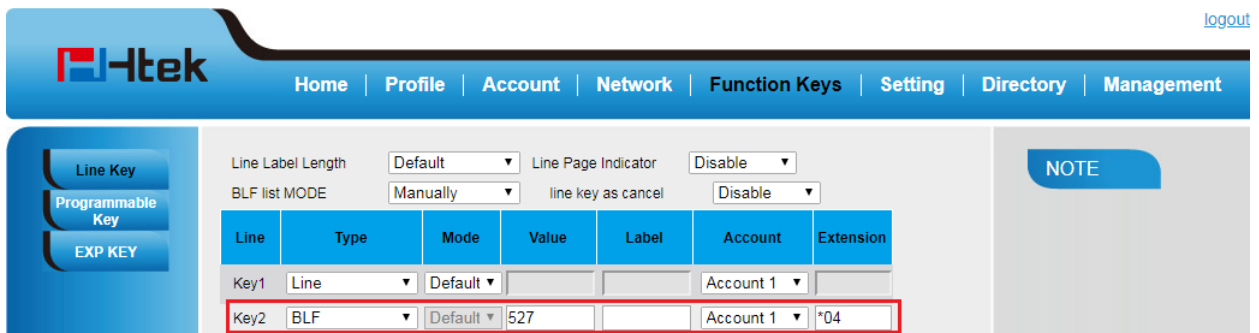 logout
Htek
Home | Profile | Account | Network | Function Keys | Setting | Directory | Management
Line Key
Programmable Key
EXP KEY
Line Label Length Default Line Page Indicator Disable
BLF list MODE Manually line key as cancel Disable
Line Type Mode Value Label Account Extension
Key1 Line Default Account 1
Key2 BLF Default 527 Account 1 *04
NOTE